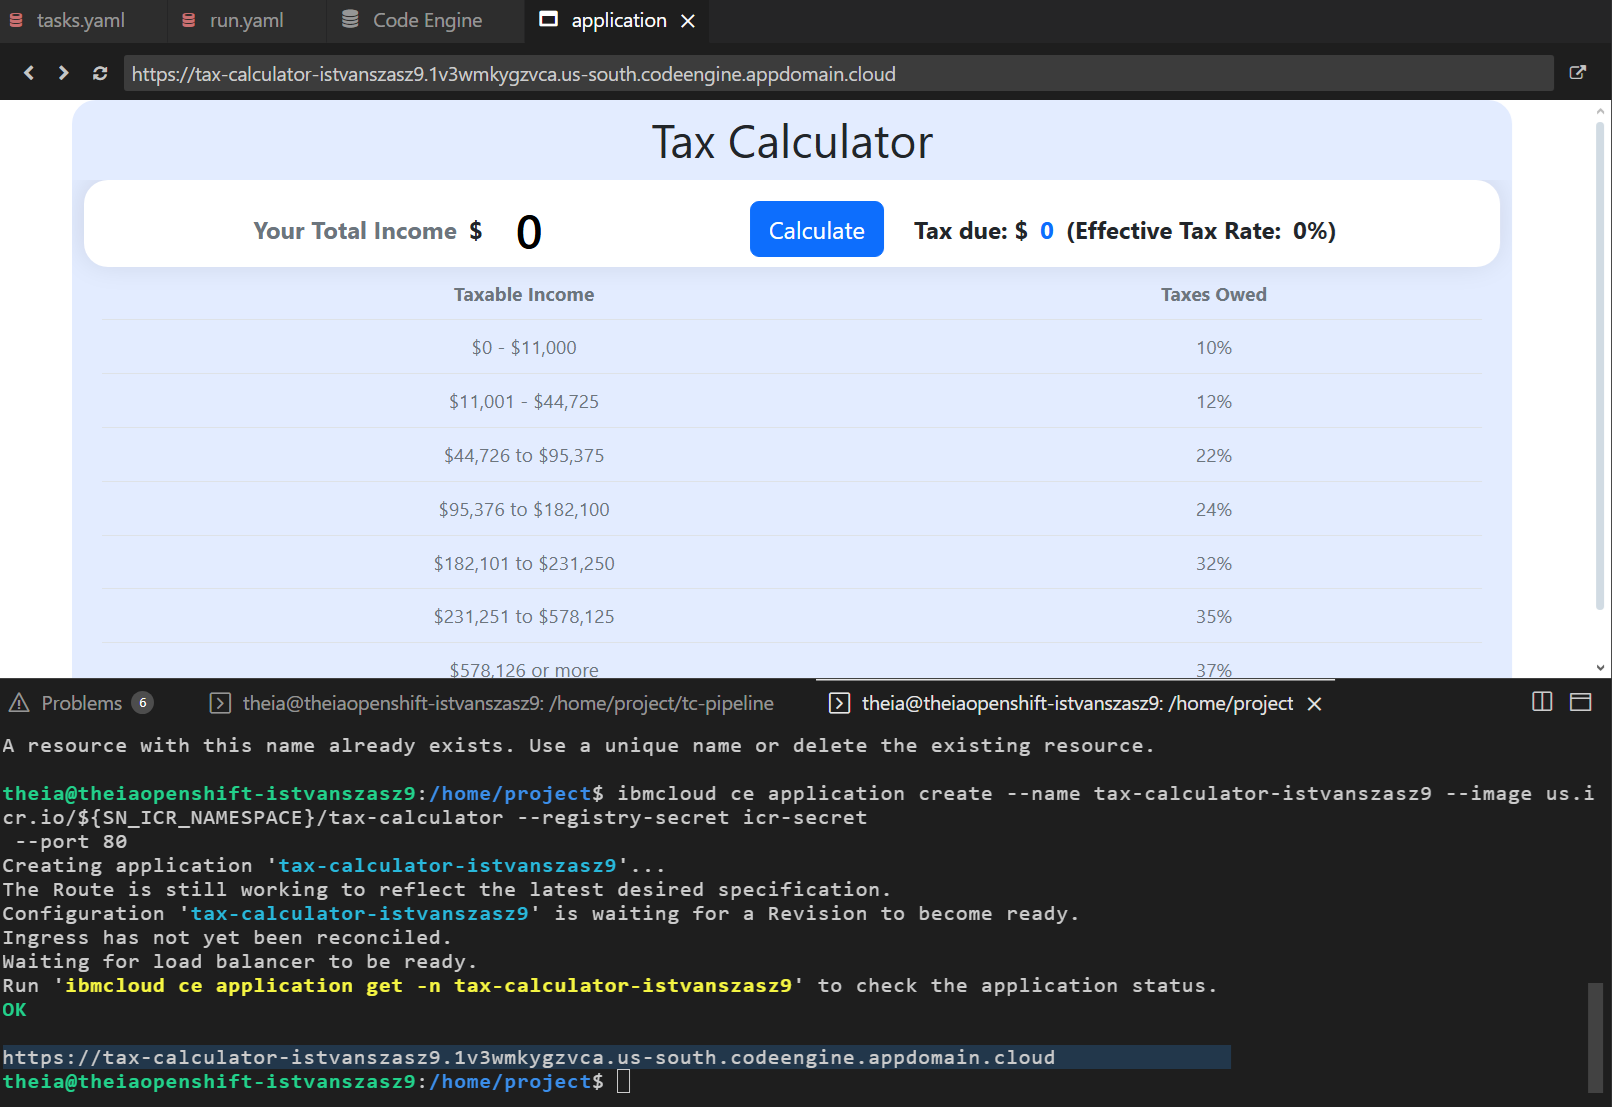 tasks.yaml run.yaml Code Engine application
https://tax-calculator-istvanszasz9.1v3wmkygzvca.us-south.codeengine.appdomain.cloud
Tax Calculator
Your Total Income $ 0 Calculate Tax due: $ 0 (Effective Tax Rate: 0%)
Taxable Income Taxes Owed
$0 - $11,000 10%
$11,001 - $44,725 12%
$44,726 to $95,375 22%
$95,376 to $182,100 24%
$182,101 to $231,250 32%
$231,251 to $578,125 35%
$578,126 or more 37%
Problems 6 theia@theiaopenshift-istvanszasz9: /home/project/tc-pipeline theia@theiaopenshift-istvanszasz9: /home/project
A resource with this name already exists. Use a unique name or delete the existing resource.
theia@theiaopenshift-istvanszasz9:/home/project$ ibmcloud ce application create --name tax-calculator-istvanszasz9 --image us.i
cr.io/${SN_ICR_NAMESPACE}/tax-calculator --registry-secret icr-secret
--port 80
Creating application 'tax-calculator-istvanszasz9'...
The Route is still working to reflect the latest desired specification.
Configuration 'tax-calculator-istvanszasz9' is waiting for a Revision to become ready.
Ingress has not yet been reconciled.
Waiting for load balancer to be ready.
Run 'ibmcloud ce application get -n tax-calculator-istvanszasz9' to check the application status.
OK
https://tax-calculator-istvanszasz9.1v3wmkygzvca.us-south.codeengine.appdomain.cloud
theia@theiaopenshift-istvanszasz9:/home/project$